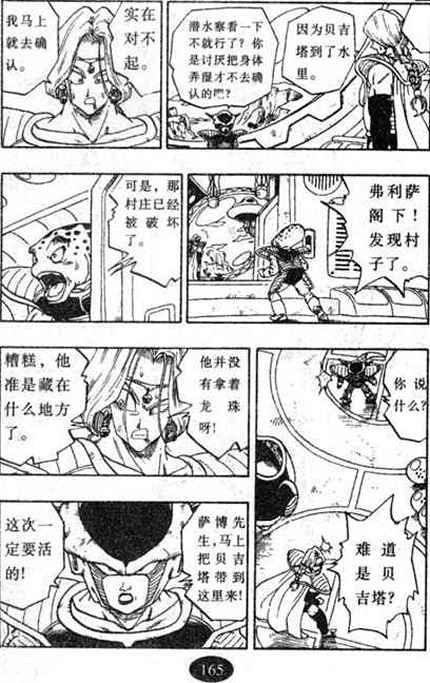 因为贝吉
塔到了水
里。
潜水察看一下
不就行了？你
是讨厌把身体
弄湿才不去确
认的吧？
实在
对不
起。
我马上
就去确
认。
弗利萨
阁下！
发现村
子了。
可是，那
村庄已经
被破坏
了。
你说
什么？
难道
是贝
吉塔？
他并没
有拿着
龙珠
呀！
糟糕，他
准是藏在
什么地方
了。
萨博先
生，马上
把贝吉
塔带到
这里来！
这次一
定要活
的！
165